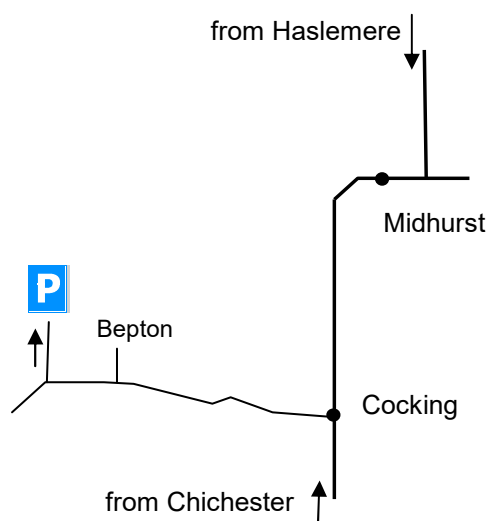 from Haslemere
Midhurst
P
Bepton
Cocking
from Chichester